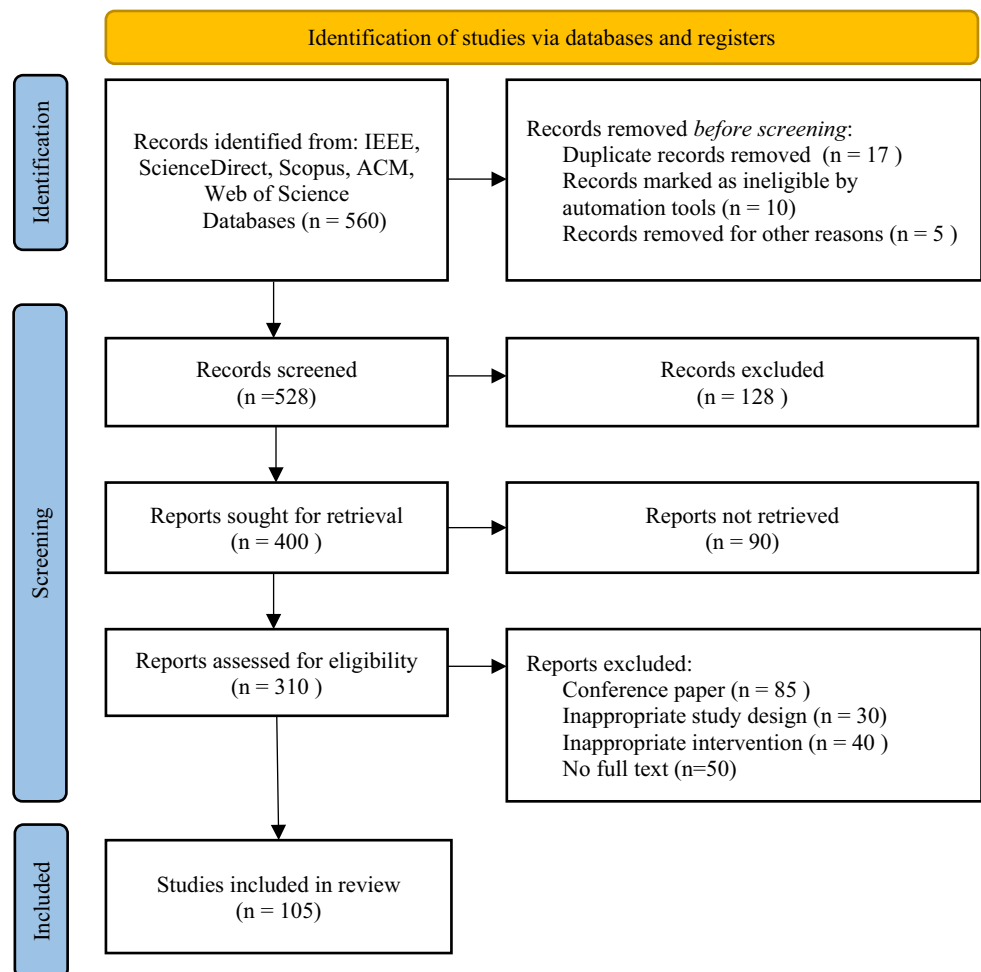 Identification of studies via databases and registers
Identification
Records identified from: IEEE,
ScienceDirect, Scopus, ACM,
Web of Science
Databases (n = 560)
Records removed before screening:
Duplicate records removed (n = 17 )
Records marked as ineligible by
automation tools (n = 10)
Records removed for other reasons (n = 5 )
Screening
Records screened
(n =528)
Records excluded
(n = 128 )
Reports sought for retrieval
(n = 400 )
Reports not retrieved
(n = 90)
Reports assessed for eligibility
(n = 310 )
Reports excluded:
Conference paper (n = 85 )
Inappropriate study design (n = 30)
Inappropriate intervention (n = 40 )
No full text (n=50)
Included
Studies included in review
(n = 105)